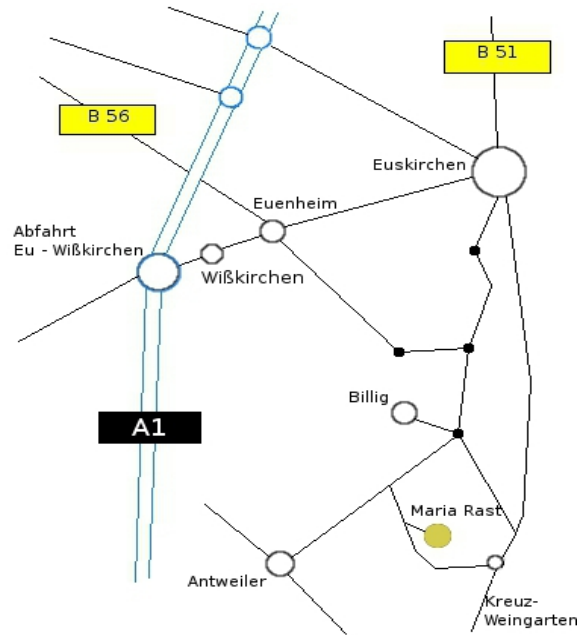 B 51
B 56
Euskirchen
Euenheim
Abfahrt
Eu - Wißkirchen
Wißkirchen
Billig
A1
Maria Rast
Antweiler
Kreuz-
Weingarten